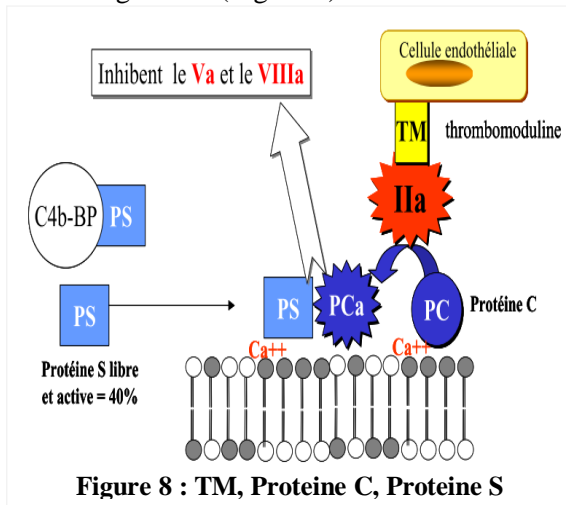 Inhibent le Va et le VIIIa
Cellule endothéliale
TM
thrombomoduline
IIa
C4b-BP
PS
PS
PS
PCa
PC
Protéine C
Ca++
Ca++
Protéine S libre
et active = 40%
Figure 8 : TM, Proteine C, Proteine S